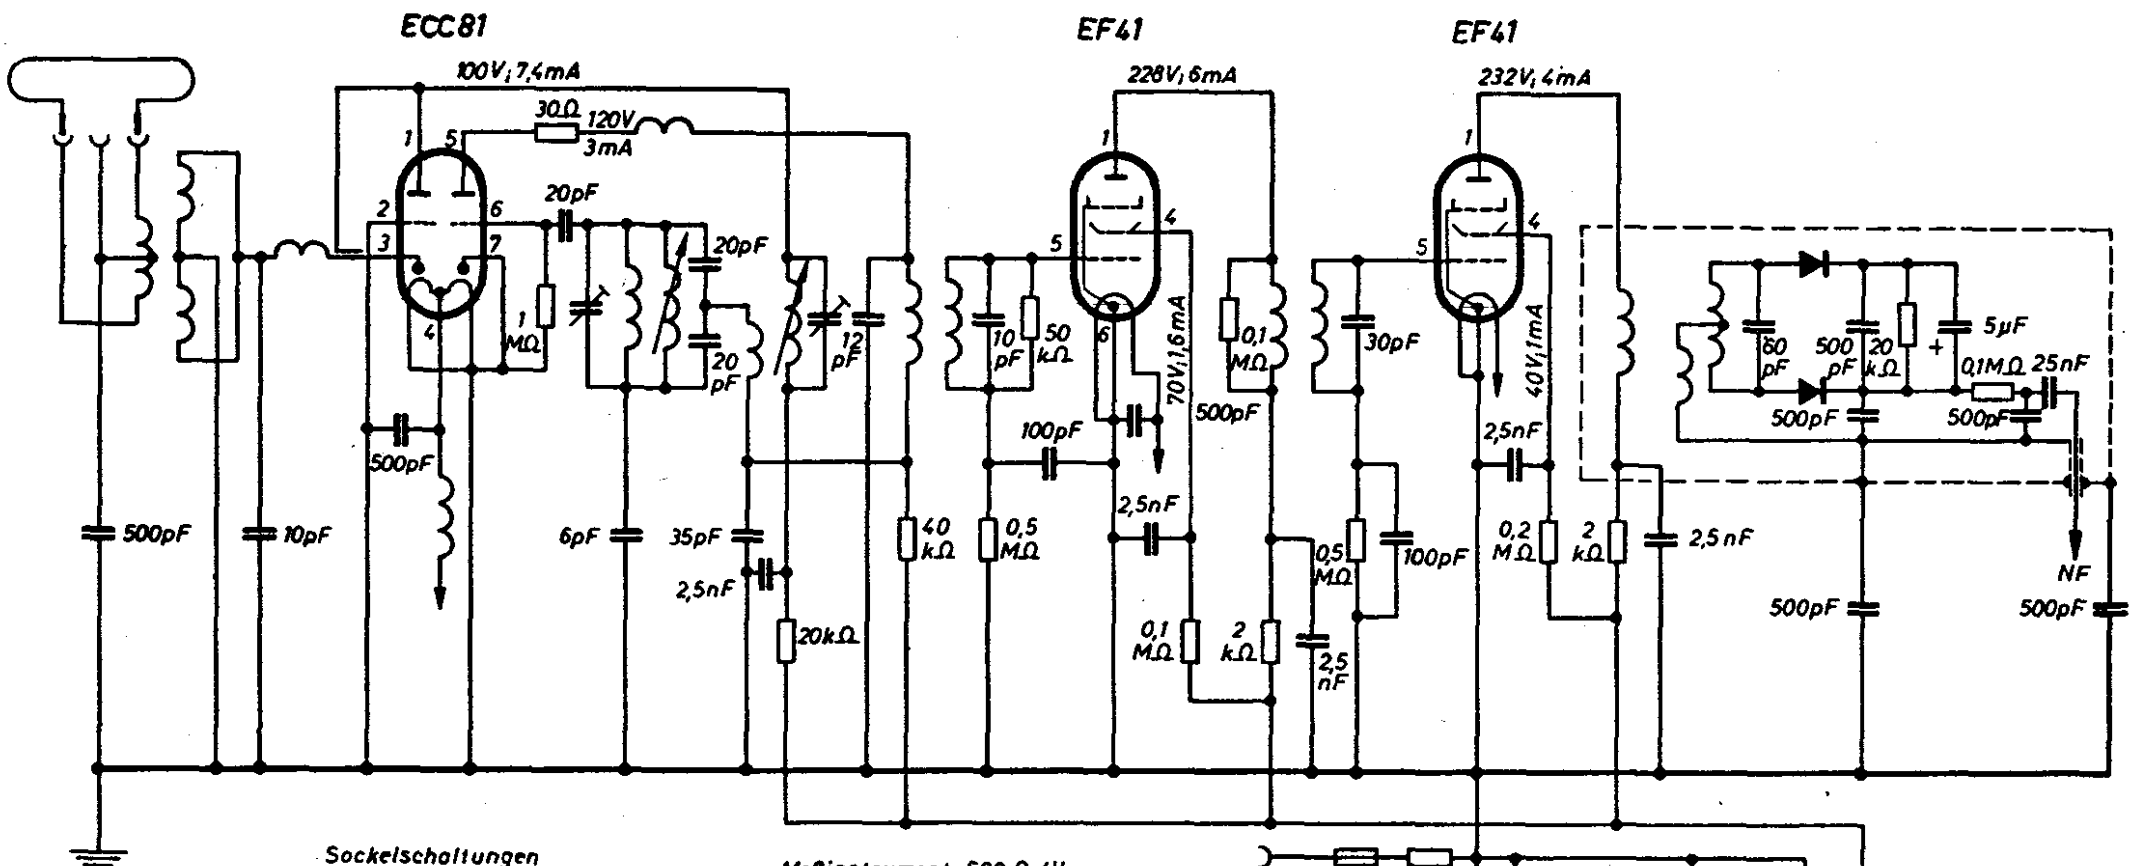 ECC81
EF41
EF41
100V; 7,4mA
228V; 6mA
232V; 4mA
30Ω
120V
3mA
1
5
1
1
20pF
2
6
4
4
3
7
5
5
20pF
1
MΩ
4
20
pF
12
pF
10
pF
50
kΩ
6
70V; 1,6mA
0,1
MΩ
30pF
40V; 1mA
60
pF
500
pF
20
kΩ
+
5µF
0,1MΩ
25nF
500pF
500pF
500pF
100pF
500pF
2,5nF
2,5nF
500pF
10pF
6pF
35pF
40
kΩ
0,5
MΩ
0,5
MΩ
100pF
0,2
MΩ
2
kΩ
2,5nF
NF
2,5nF
20kΩ
0,1
MΩ
2
kΩ
2,5
nF
500pF
500pF
Sockelschaltungen